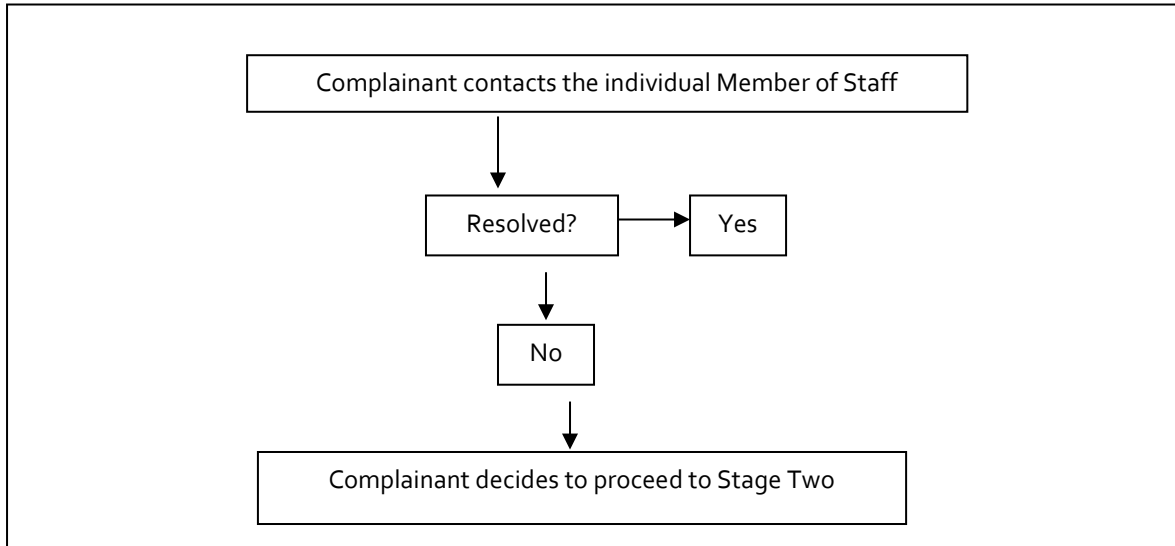 Complainant contacts the individual Member of Staff
Resolved?
Yes
No
Complainant decides to proceed to Stage Two